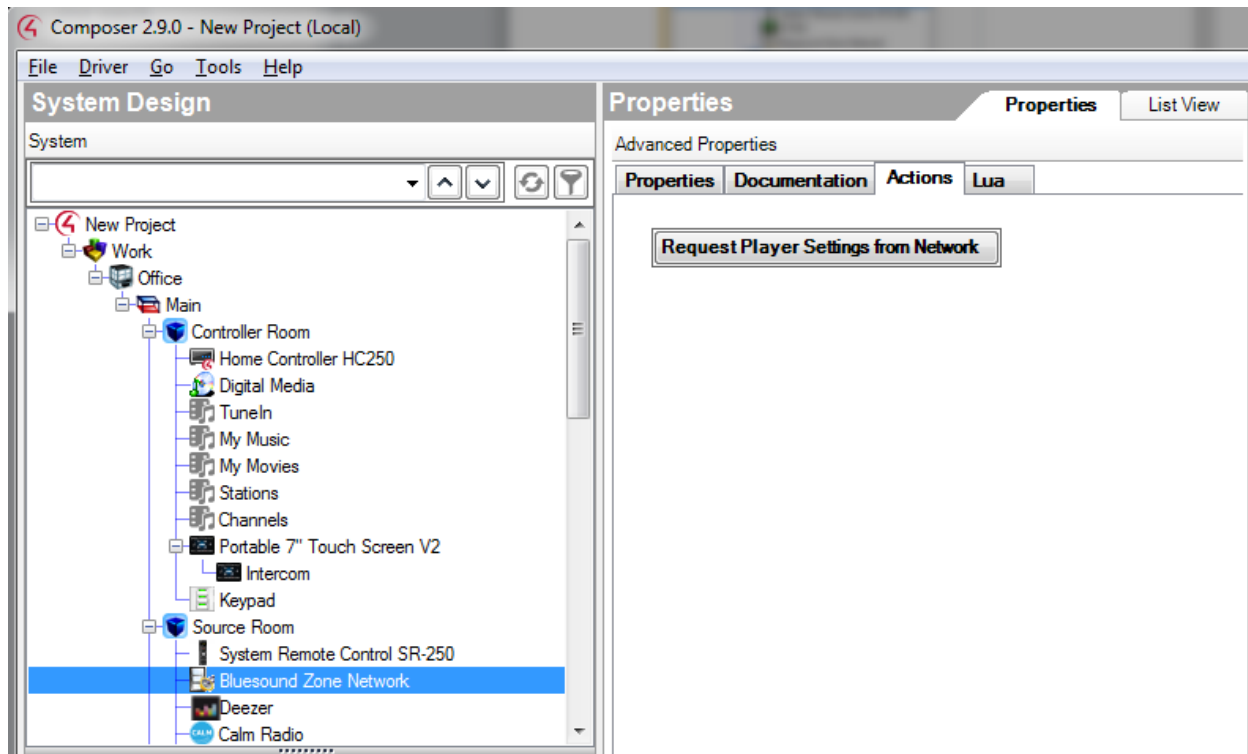 Composer 2.9.0 - New Project (Local)
File Driver Go Tools Help
System Design
System
New Project
Work
Office
Main
Controller Room
Home Controller HC250
Digital Media
TuneIn
My Music
My Movies
Stations
Channels
Portable 7" Touch Screen V2
Intercom
Keypad
Source Room
System Remote Control SR-250
Bluesound Zone Network
Deezer
CALM
Calm Radio
Properties
Properties List View
Advanced Properties
Properties Documentation Actions Lua
Request Player Settings from Network